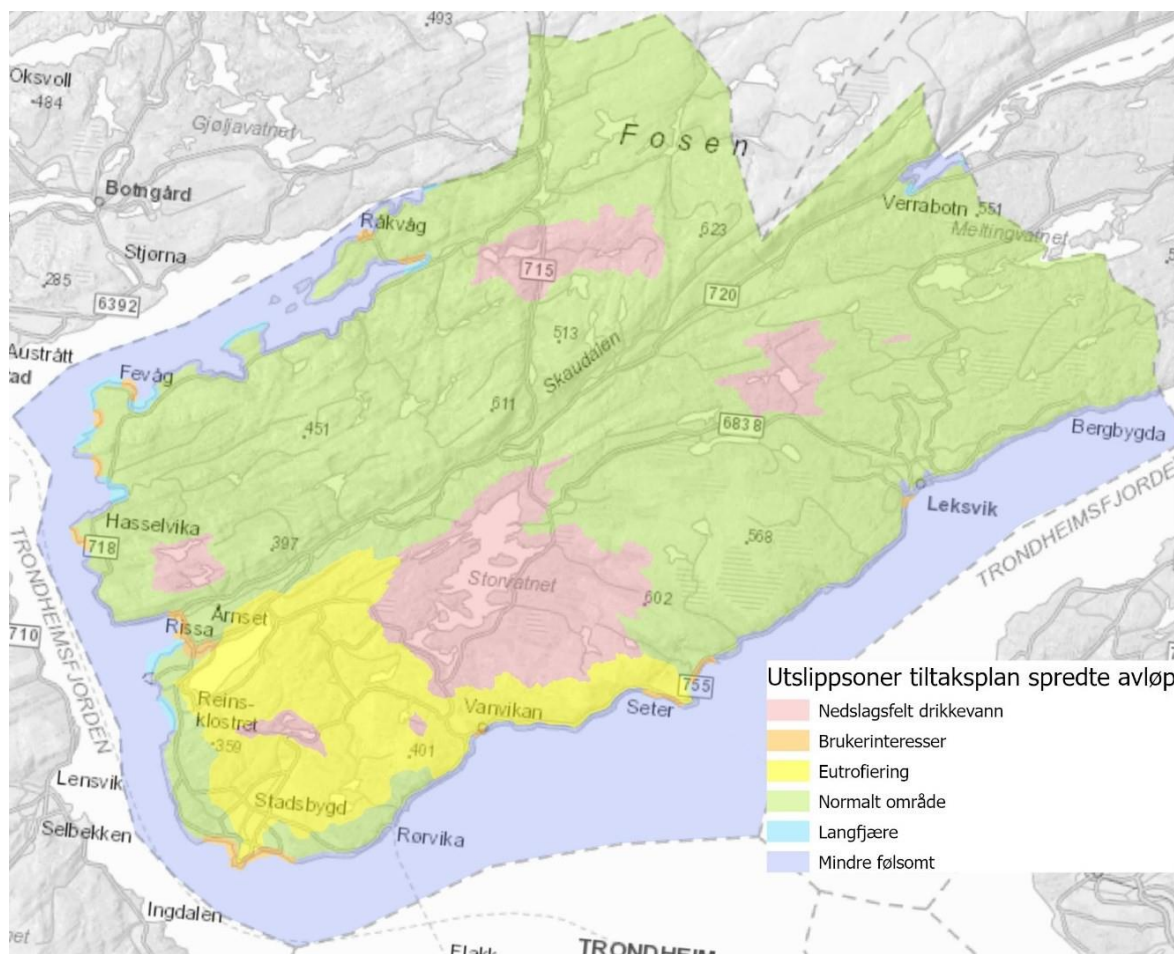 493
Oksvoll
484
Gjøljavatnet
Fosen
Botngård
Råkvåg
Verrabotn
551
Meltingvatnet
Stjørna
623
285
6392
715
720
Austrått
513
Skaudalen
Fevåg
611
451
6838
Bergbygda
Leksvik
TRONDHEIMSFJORDEN
Hasselvika
718
397
568
Storvatnet
602
TRONDHEIMSFJORDEN
710
Årnset
Rissa
Reins-
klostret
359
Vanvikan
Seter
755
401
Lensvik
Stadsbygd
Selbekken
Rørvika
Ingdalen
Flakk
TRONDHEIM
Utslippsoner tiltaksplan spredte avløp
Nedslagsfelt drikkevann
Brukerinteresser
Eutrofiering
Normalt område
Langfjære
Mindre følsomt